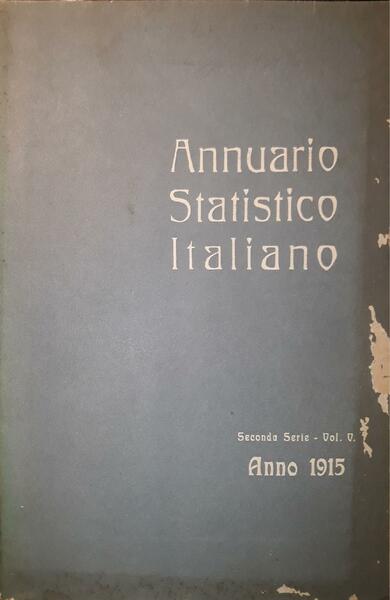 Annuario
Statistico
Italiano
Seconda Serie - Vol. V.
Anno 1915